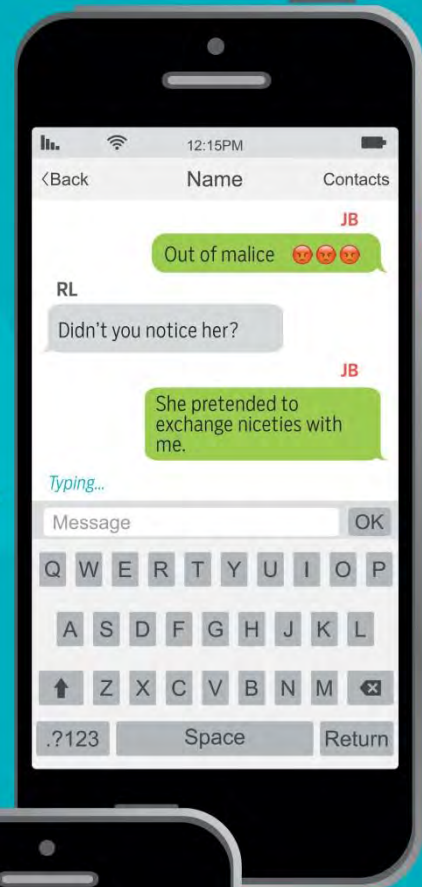 12:15PM
<Back Name Contacts
JB
Out of malice 😡😡😡
RL
Didn't you notice her?
JB
She pretended to
exchange niceties with
me.
Typing...
Message OK
Q W E R T Y U I O P
A S D F G H J K L
Z X C V B N M
.?123 Space Return